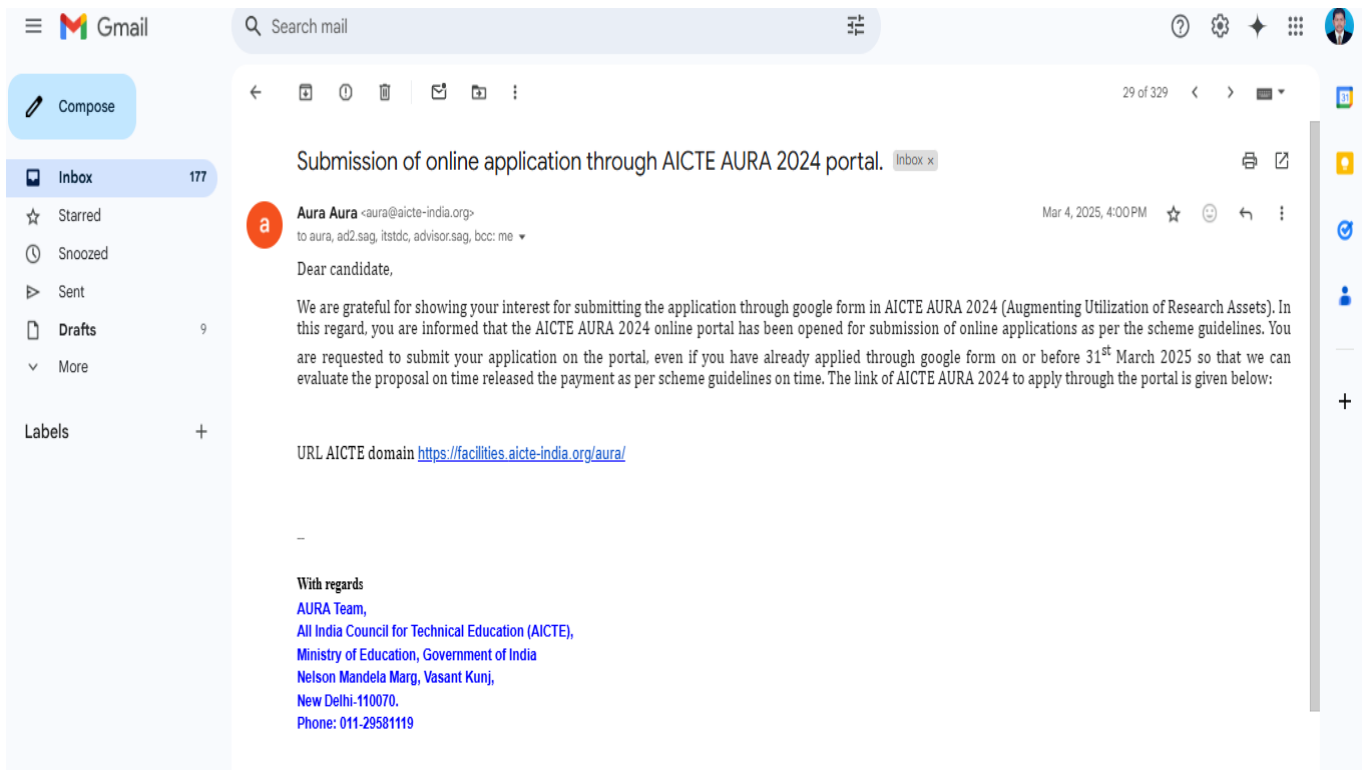 Gmail
Search mail
Compose
29 of 329
31
Submission of online application through AICTE AURA 2024 portal. Inbox x
Inbox 177
Starred
Snoozed
Sent
Drafts 9
More
Labels
a
Aura Aura <aura@aicte-india.org> Mar 4, 2025, 4:00 PM
to aura, ad2.sag, itstdc, advisor.sag, bcc: me
Dear candidate,
We are grateful for showing your interest for submitting the application through google form in AICTE AURA 2024 (Augmenting Utilization of Research Assets). In
this regard, you are informed that the AICTE AURA 2024 online portal has been opened for submission of online applications as per the scheme guidelines. You
are requested to submit your application on the portal, even if you have already applied through google form on or before 31st March 2025 so that we can
evaluate the proposal on time released the payment as per scheme guidelines on time. The link of AICTE AURA 2024 to apply through the portal is given below:
URL AICTE domain https://facilities.aicte-india.org/aura/
--
With regards
AURA Team,
All India Council for Technical Education (AICTE),
Ministry of Education, Government of India
Nelson Mandela Marg, Vasant Kunj,
New Delhi-110070.
Phone: 011-29581119